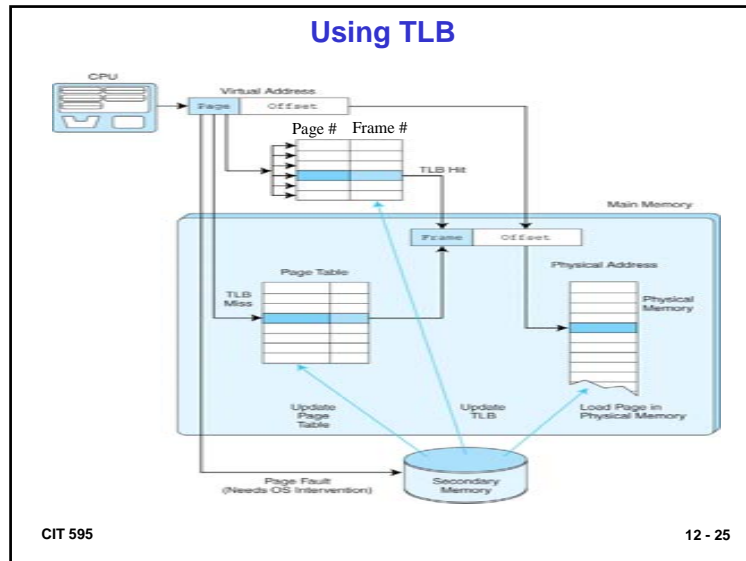 Using TLB
CPU
Virtual Address
Page
Offset
Page #
Frame #
TLB Hit
Main Memory
Frame
Offset
Page Table
Physical Address
TLB
Miss
Physical
Memory
Update
Page
Table
Update
TLB
Load Page in
Physical Memory
Page Fault
(Needs OS Intervention)
Secondary
Memory
CIT 595
12 - 25